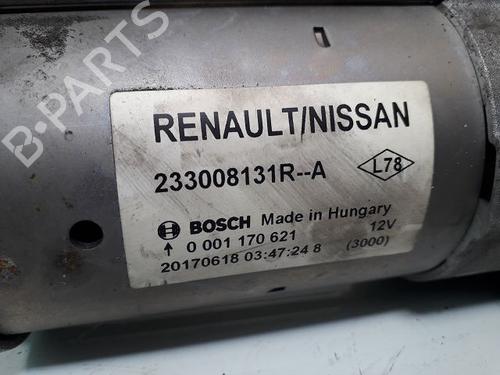 B-PARTS
RENAULT/NISSAN
233008131R--A
L78
BOSCH Made in Hungary
0 001 170 621
12V
20170618 03:47:24 8
(3000)